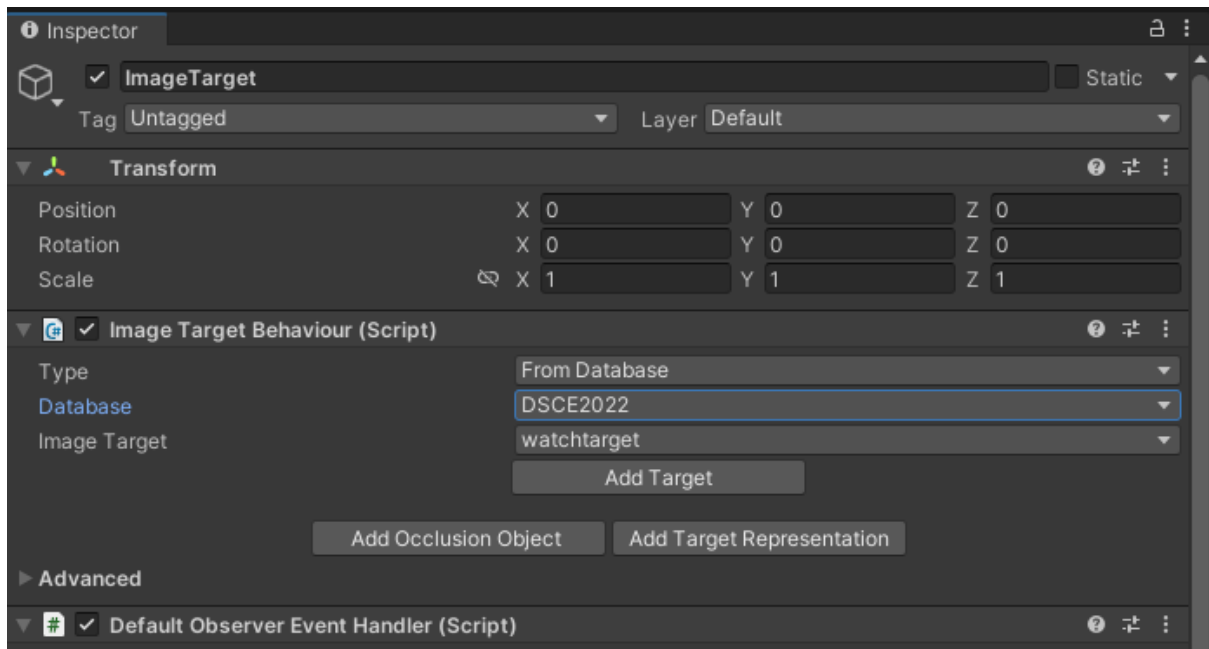 Inspector
ImageTarget Static
Tag Untagged Layer Default
Transform
Position X 0 Y 0 Z 0
Rotation X 0 Y 0 Z 0
Scale X 1 Y 1 Z 1
Image Target Behaviour (Script)
Type From Database
Database DSCE2022
Image Target watchtarget
Add Target
Add Occlusion Object Add Target Representation
Advanced
# Default Observer Event Handler (Script)